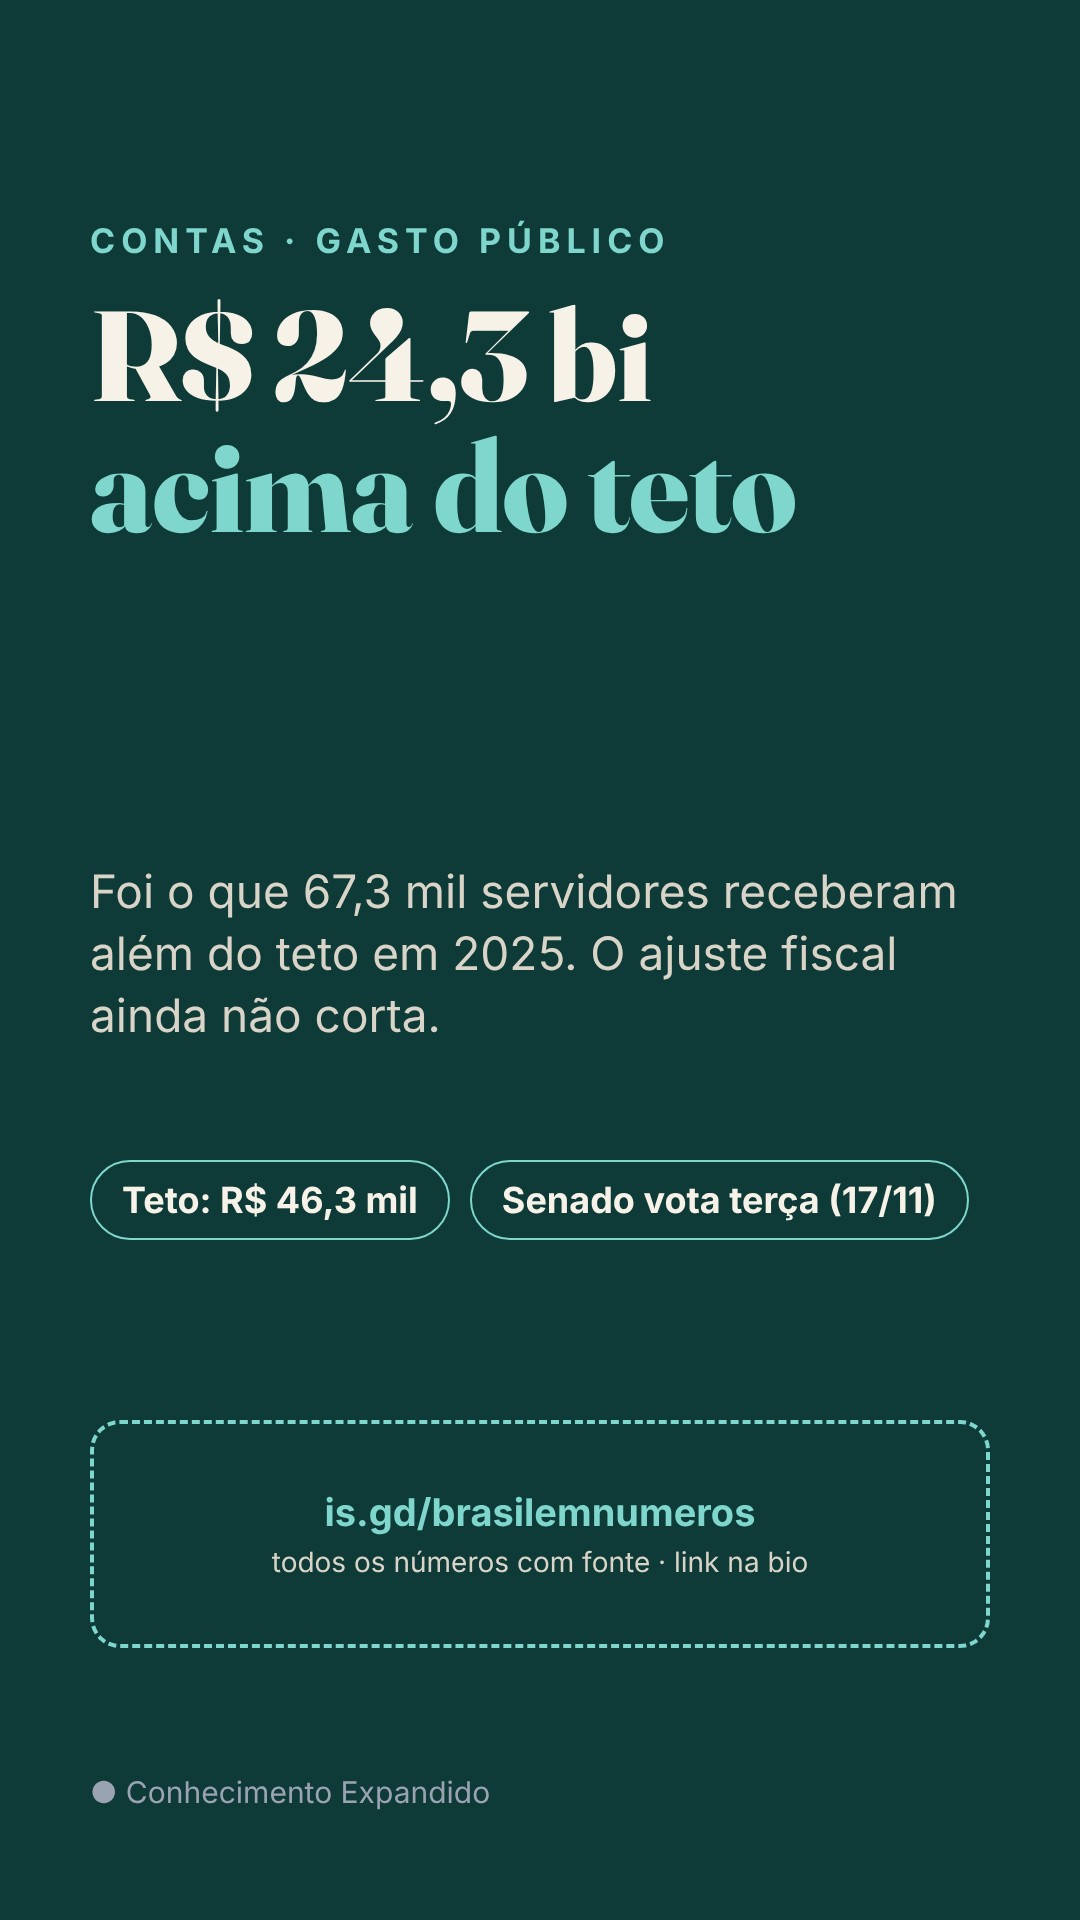 CONTAS · GASTO PÚBLICO
R$ 24,3 bi
acima do teto
Foi o que 67,3 mil servidores receberam
além do teto em 2025. O ajuste fiscal
ainda não corta.
Teto: R$ 46,3 mil
Senado vota terça (17/11)
is.gd/brasilemnumeros
todos os números com fonte · link na bio
Conhecimento Expandido